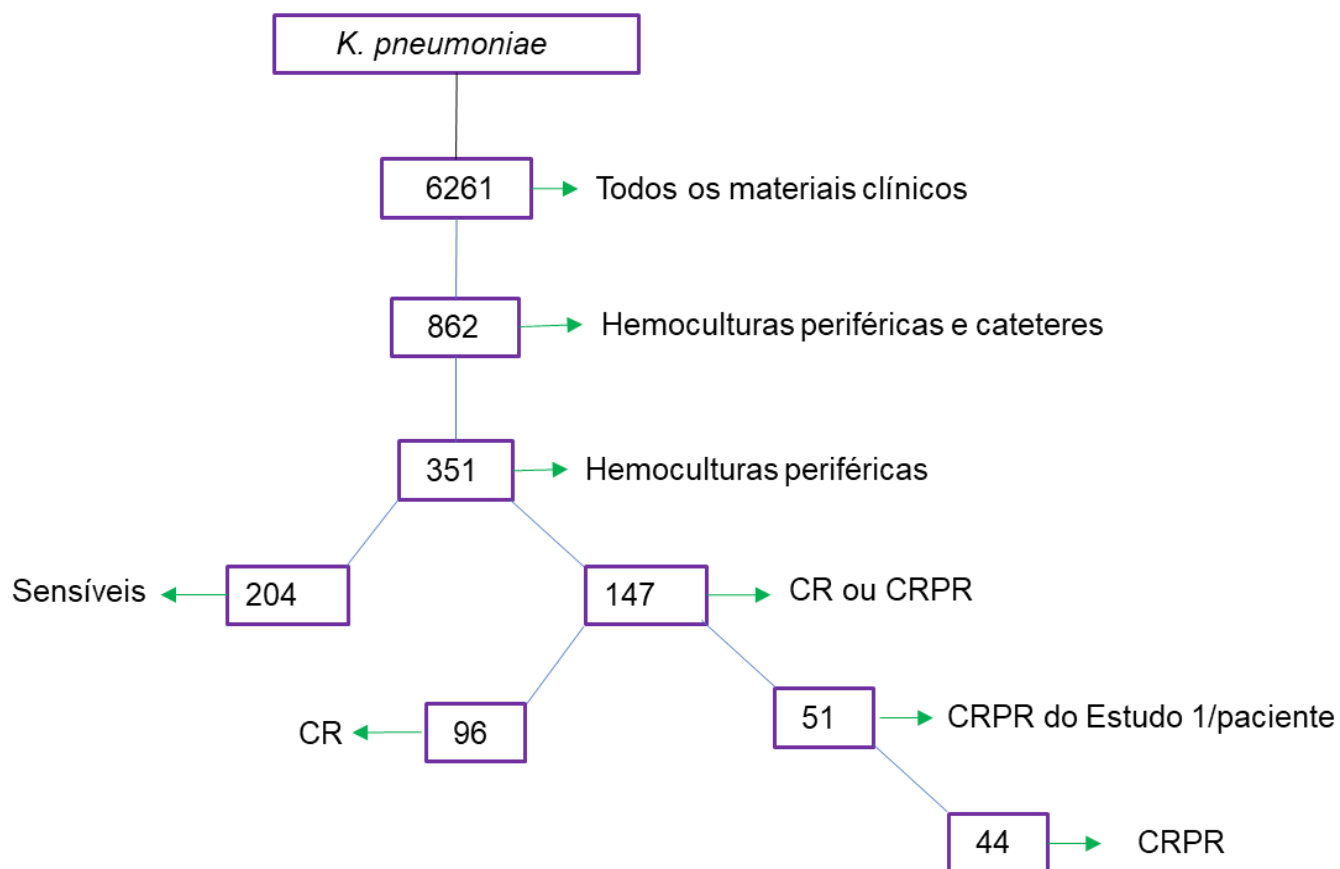 K. pneumoniae
6261 Todos os materiais clínicos
862 Hemoculturas periféricas e cateteres
351 Hemoculturas periféricas
Sensíveis 204 147 CR ou CRPR
CR 96 51 CRPR do Estudo 1/paciente
44 CRPR